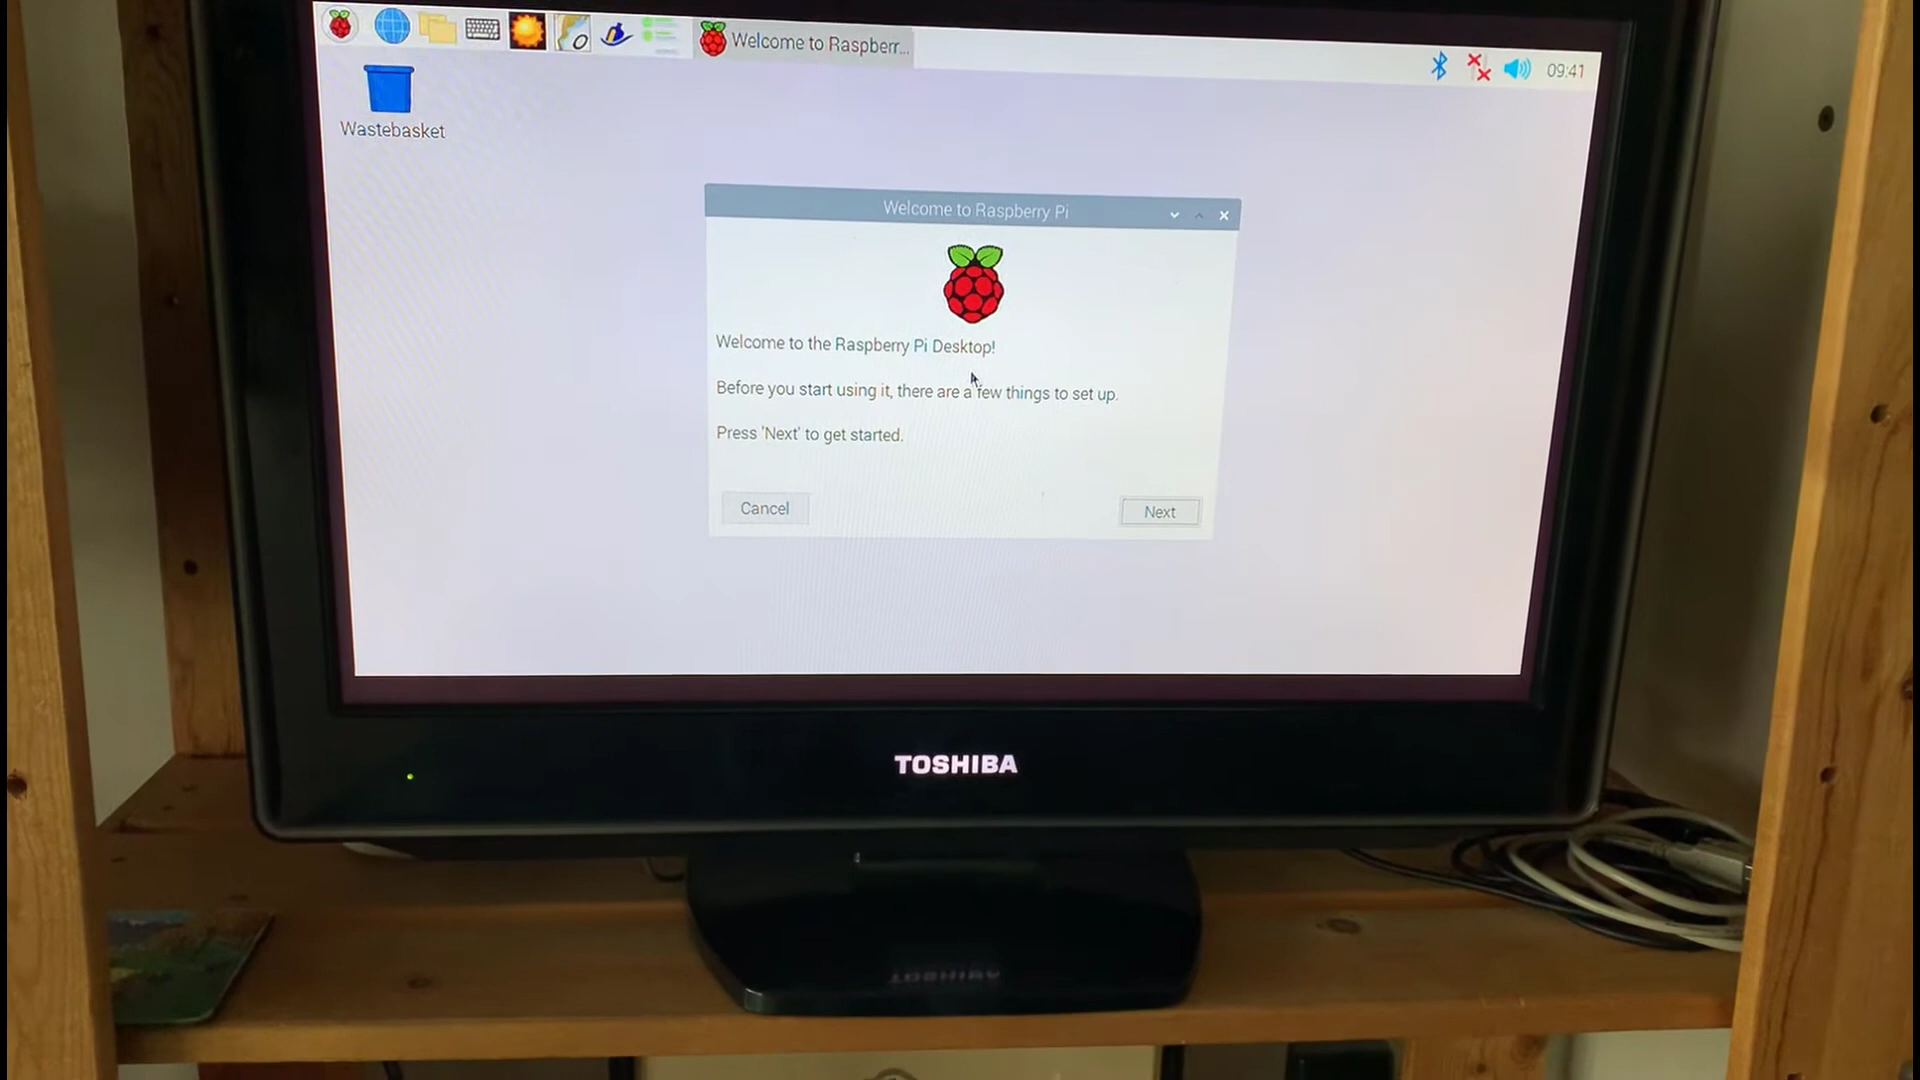 Welcome to Raspberr...
09:41
Wastebasket
Welcome to Raspberry Pi
Welcome to the Raspberry Pi Desktop!
Before you start using it, there are a few things to set up.
Press 'Next' to get started.
Cancel
Next
TOSHIBA